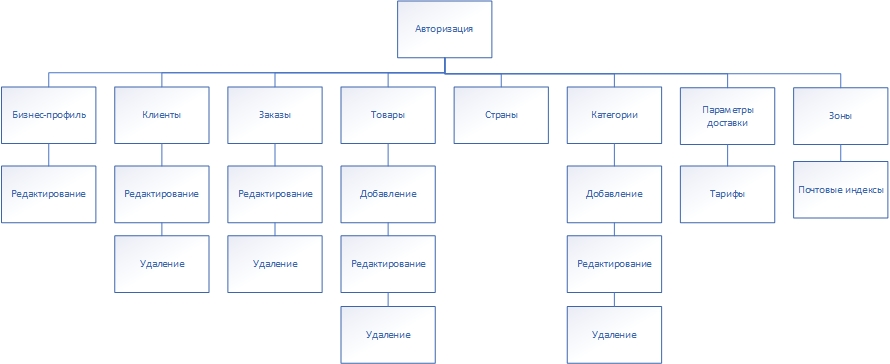 Авторизация
Бизнес-профиль
Клиенты
Заказы
Товары
Страны
Категории
Параметры
доставки
Зоны
Редактирование
Редактирование
Редактирование
Добавление
Добавление
Тарифы
Почтовые индексы
Удаление
Удаление
Редактирование
Редактирование
Удаление
Удаление